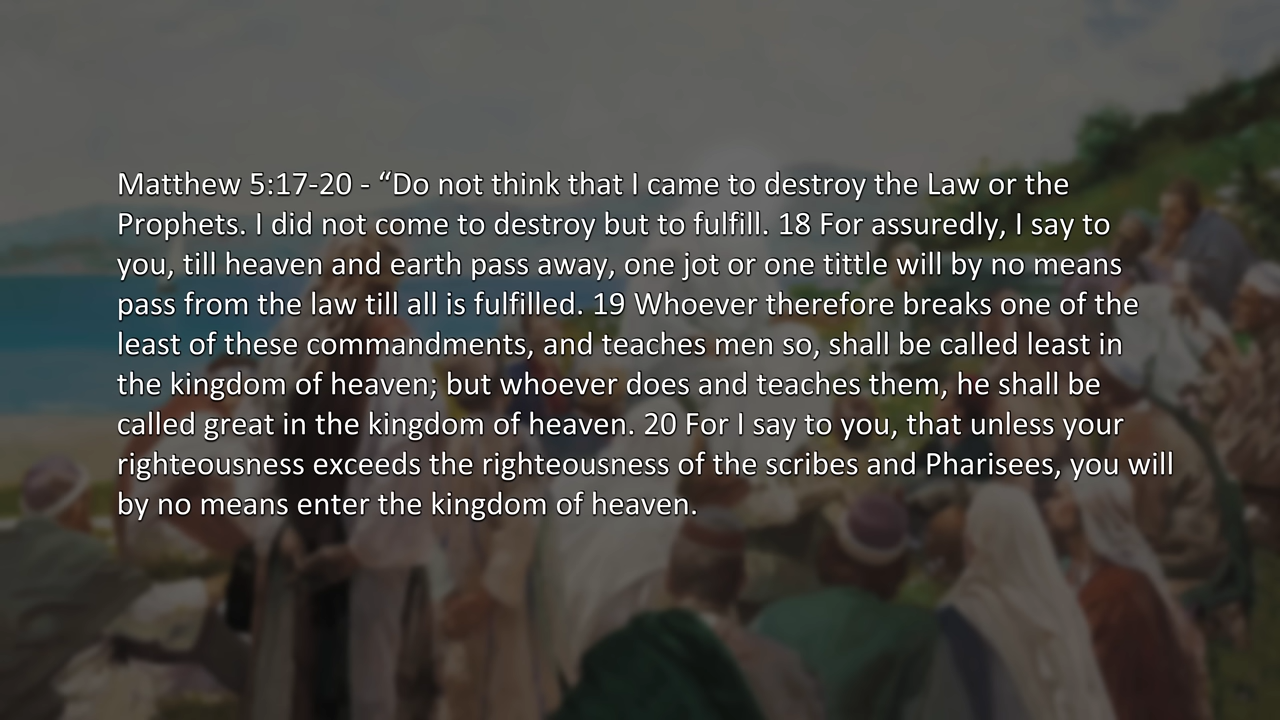 Matthew 5:17-20 - “Do not think that I came to destroy the Law or the
Prophets. I did not come to destroy but to fulfill. 18 For assuredly, I say to
you, till heaven and earth pass away, one jot or one tittle will by no means
pass from the law till all is fulfilled. 19 Whoever therefore breaks one of the
least of these commandments, and teaches men so, shall be called least in
the kingdom of heaven; but whoever does and teaches them, he shall be
called great in the kingdom of heaven. 20 For I say to you, that unless your
righteousness exceeds the righteousness of the scribes and Pharisees, you will
by no means enter the kingdom of heaven.